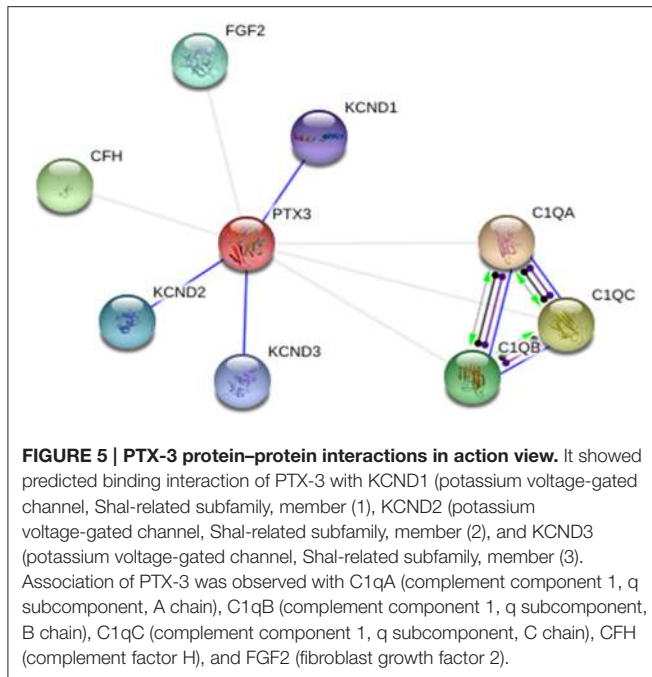 FGF2
KCND1
CFH
PTX3
C1QA
KCND2
C1QC
C1QB
KCND3
FIGURE 5 | PTX-3 protein–protein interactions in action view. It showed
predicted binding interaction of PTX-3 with KCND1 (potassium voltage-gated
channel, Shal-related subfamily, member (1), KCND2 (potassium
voltage-gated channel, Shal-related subfamily, member (2), and KCND3
(potassium voltage-gated channel, Shal-related subfamily, member (3).
Association of PTX-3 was observed with C1qA (complement component 1, q
subcomponent, A chain), C1qB (complement component 1, q subcomponent,
B chain), C1qC (complement component 1, q subcomponent, C chain), CFH
(complement factor H), and FGF2 (fibroblast growth factor 2).